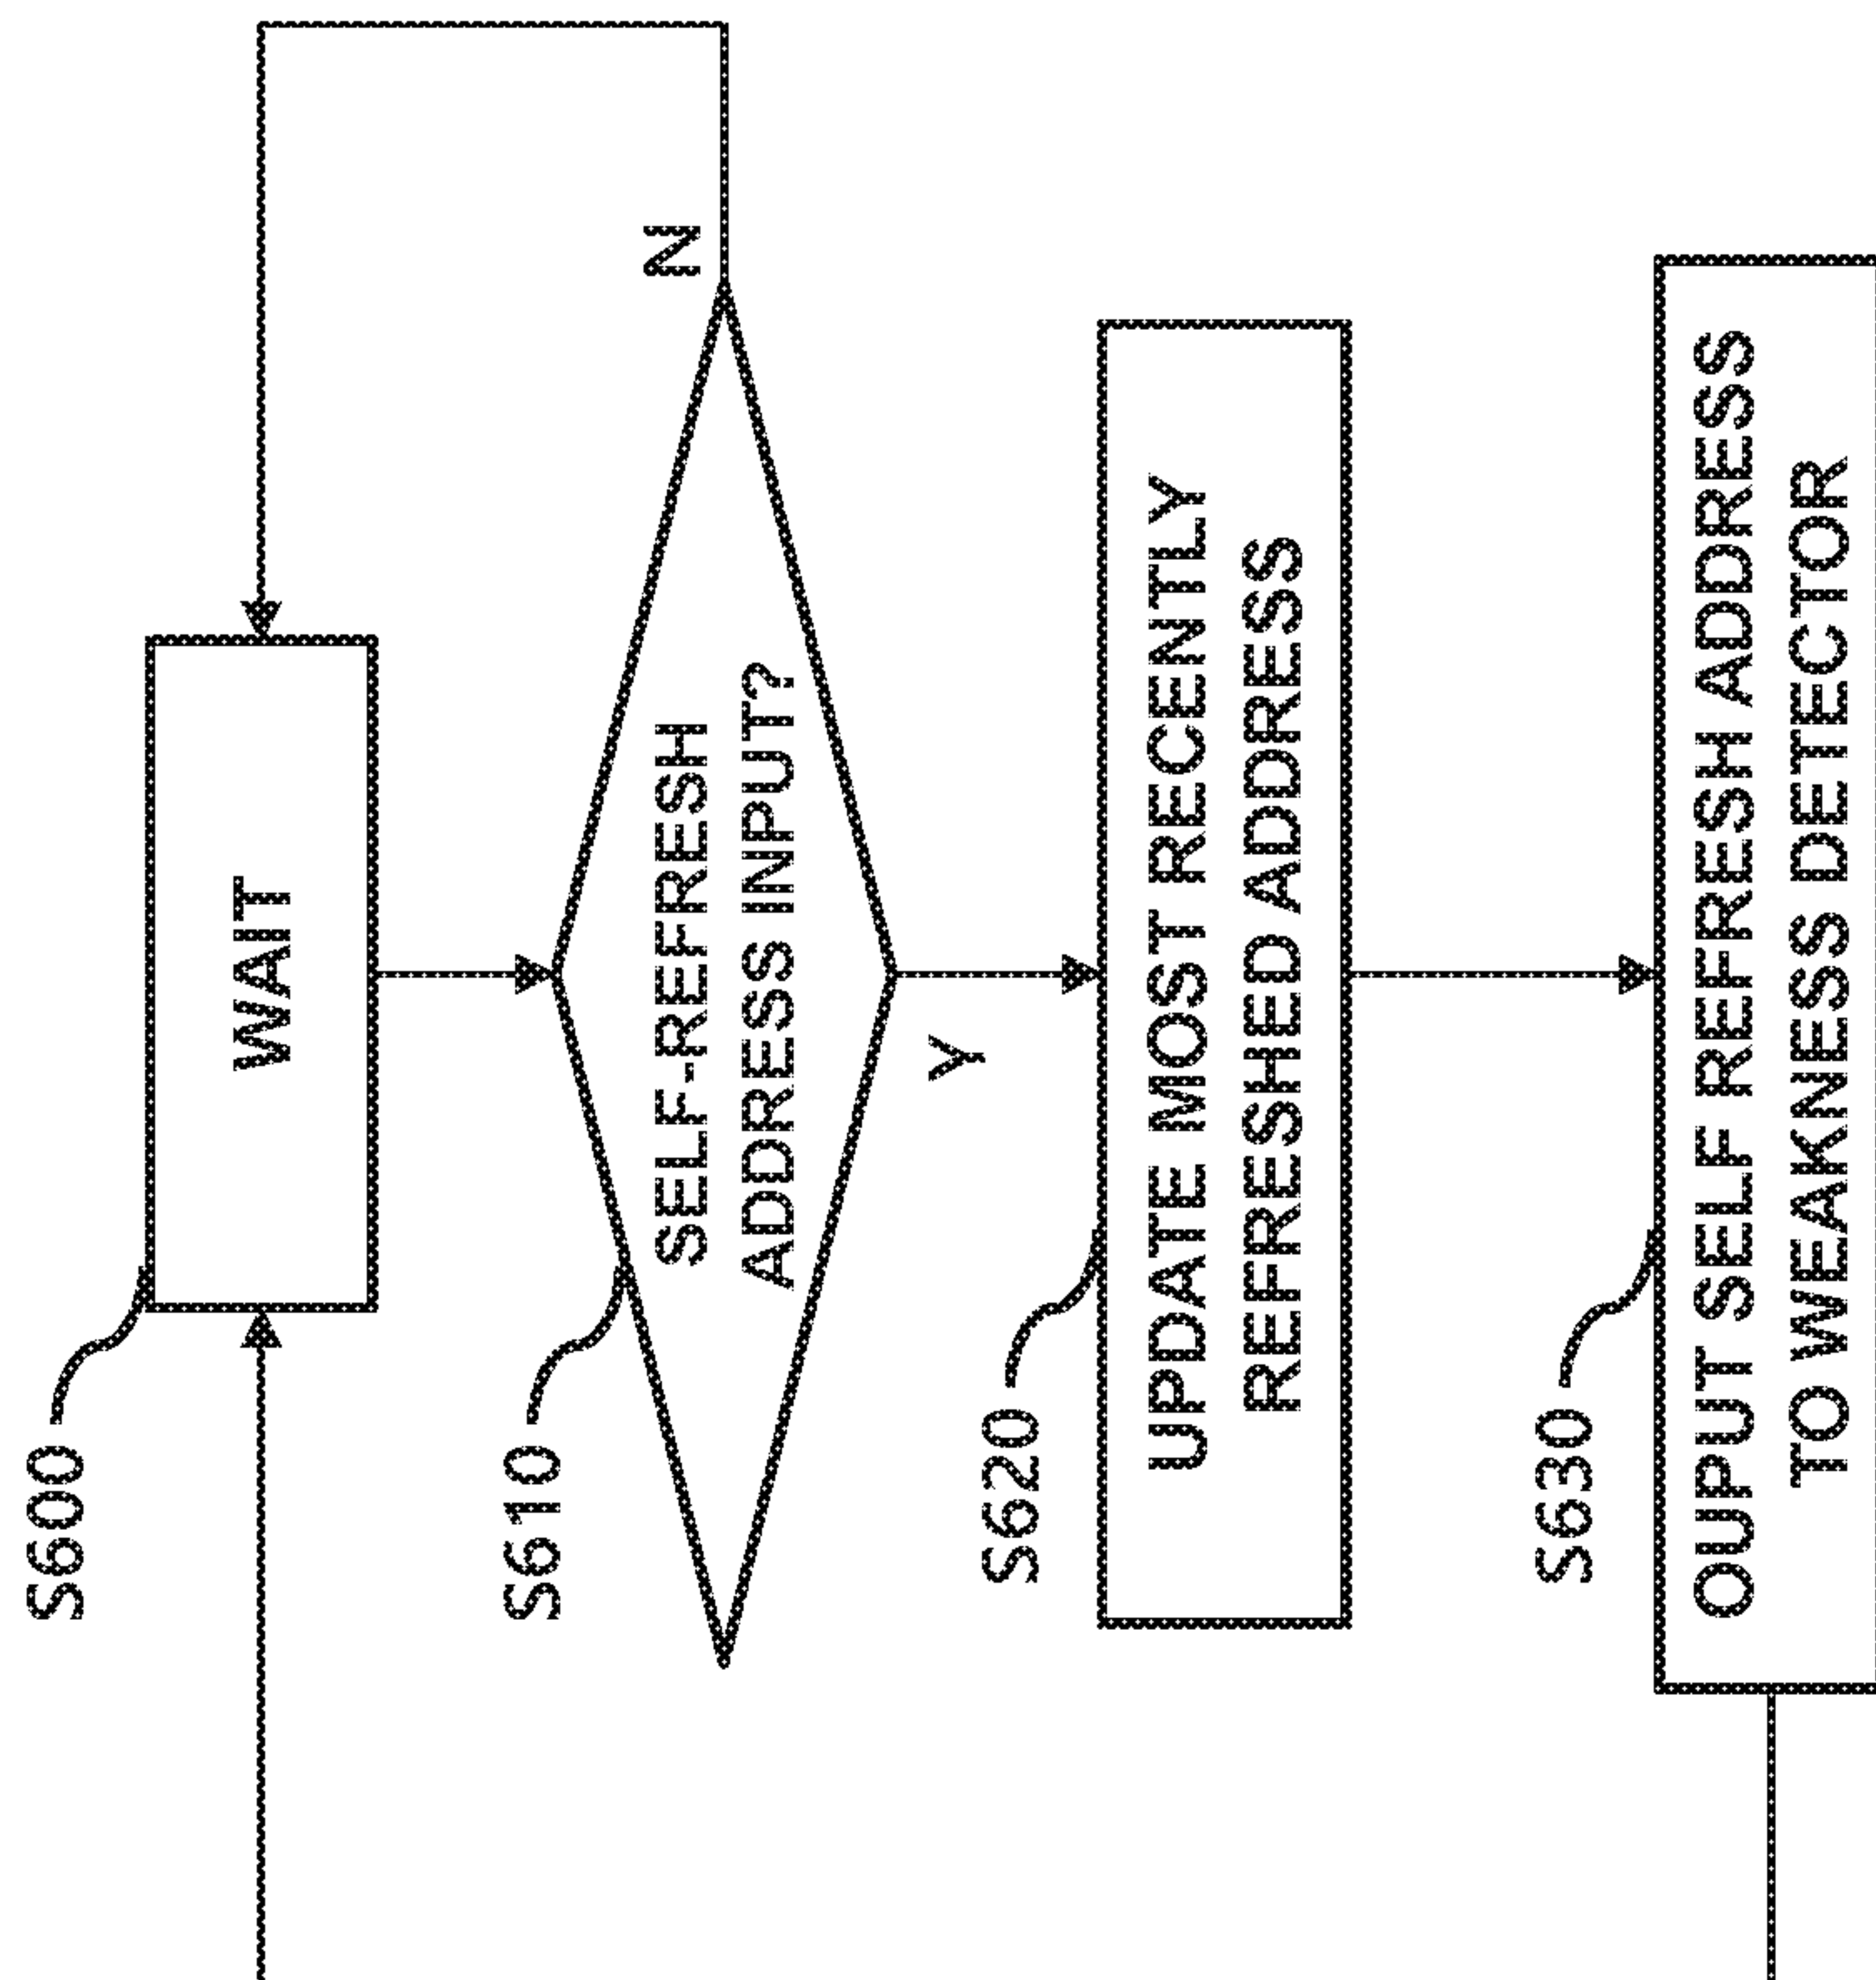 S600
WAIT
S610
SELF-REFRESH
ADDRESS INPUT?
N
Y
S620
UPDATE MOST RECENTLY
REFRESHED ADDRESS
S630
OUPUT SELF REFRESH ADDRESS
TO WEAKNESS DETECTOR